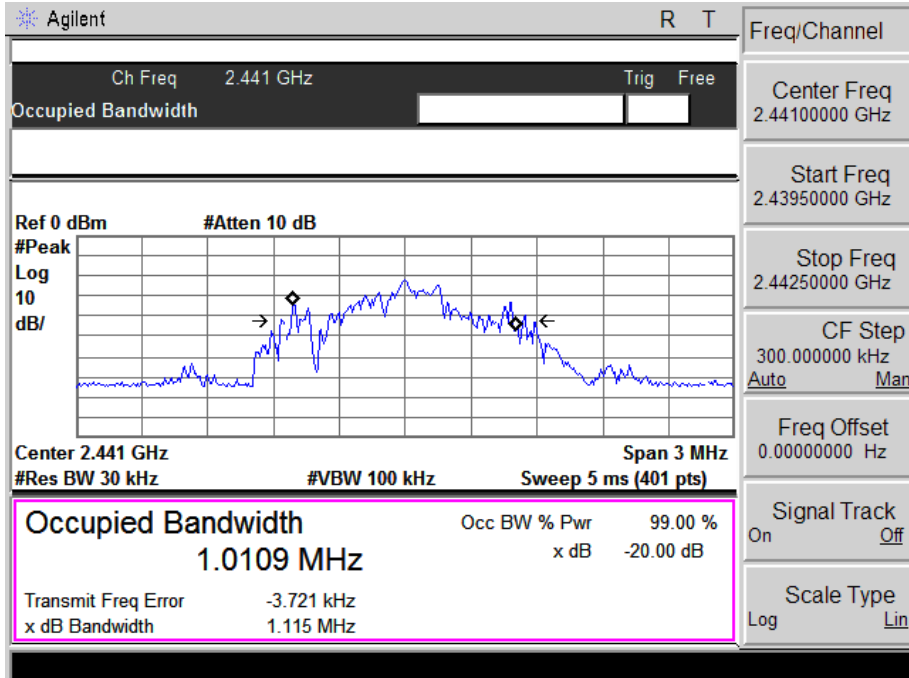 Agilent R T
Ch Freq 2.441 GHz Trig Free
Occupied Bandwidth
Ref 0 dBm #Atten 10 dB
#Peak
Log
10
dB/
Center 2.441 GHz Span 3 MHz
#Res BW 30 kHz #VBW 100 kHz Sweep 5 ms (401 pts)
Occupied Bandwidth Occ BW % Pwr 99.00 %
1.0109 MHz x dB -20.00 dB
Transmit Freq Error -3.721 kHz
x dB Bandwidth 1.115 MHz
Freq/Channel
Center Freq
2.44100000 GHz
Start Freq
2.43950000 GHz
Stop Freq
2.44250000 GHz
CF Step
300.000000 kHz
Auto Man
Freq Offset
0.00000000 Hz
Signal Track
On Off
Scale Type
Log Lin